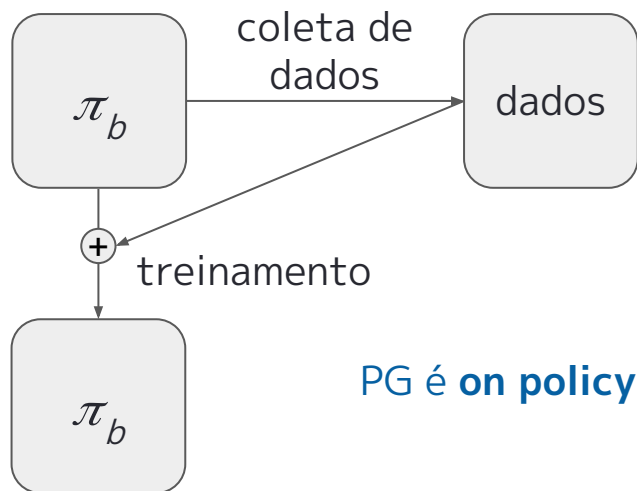 coleta de
dados
π_b
dados
+
treinamento
π_b
PG é on policy